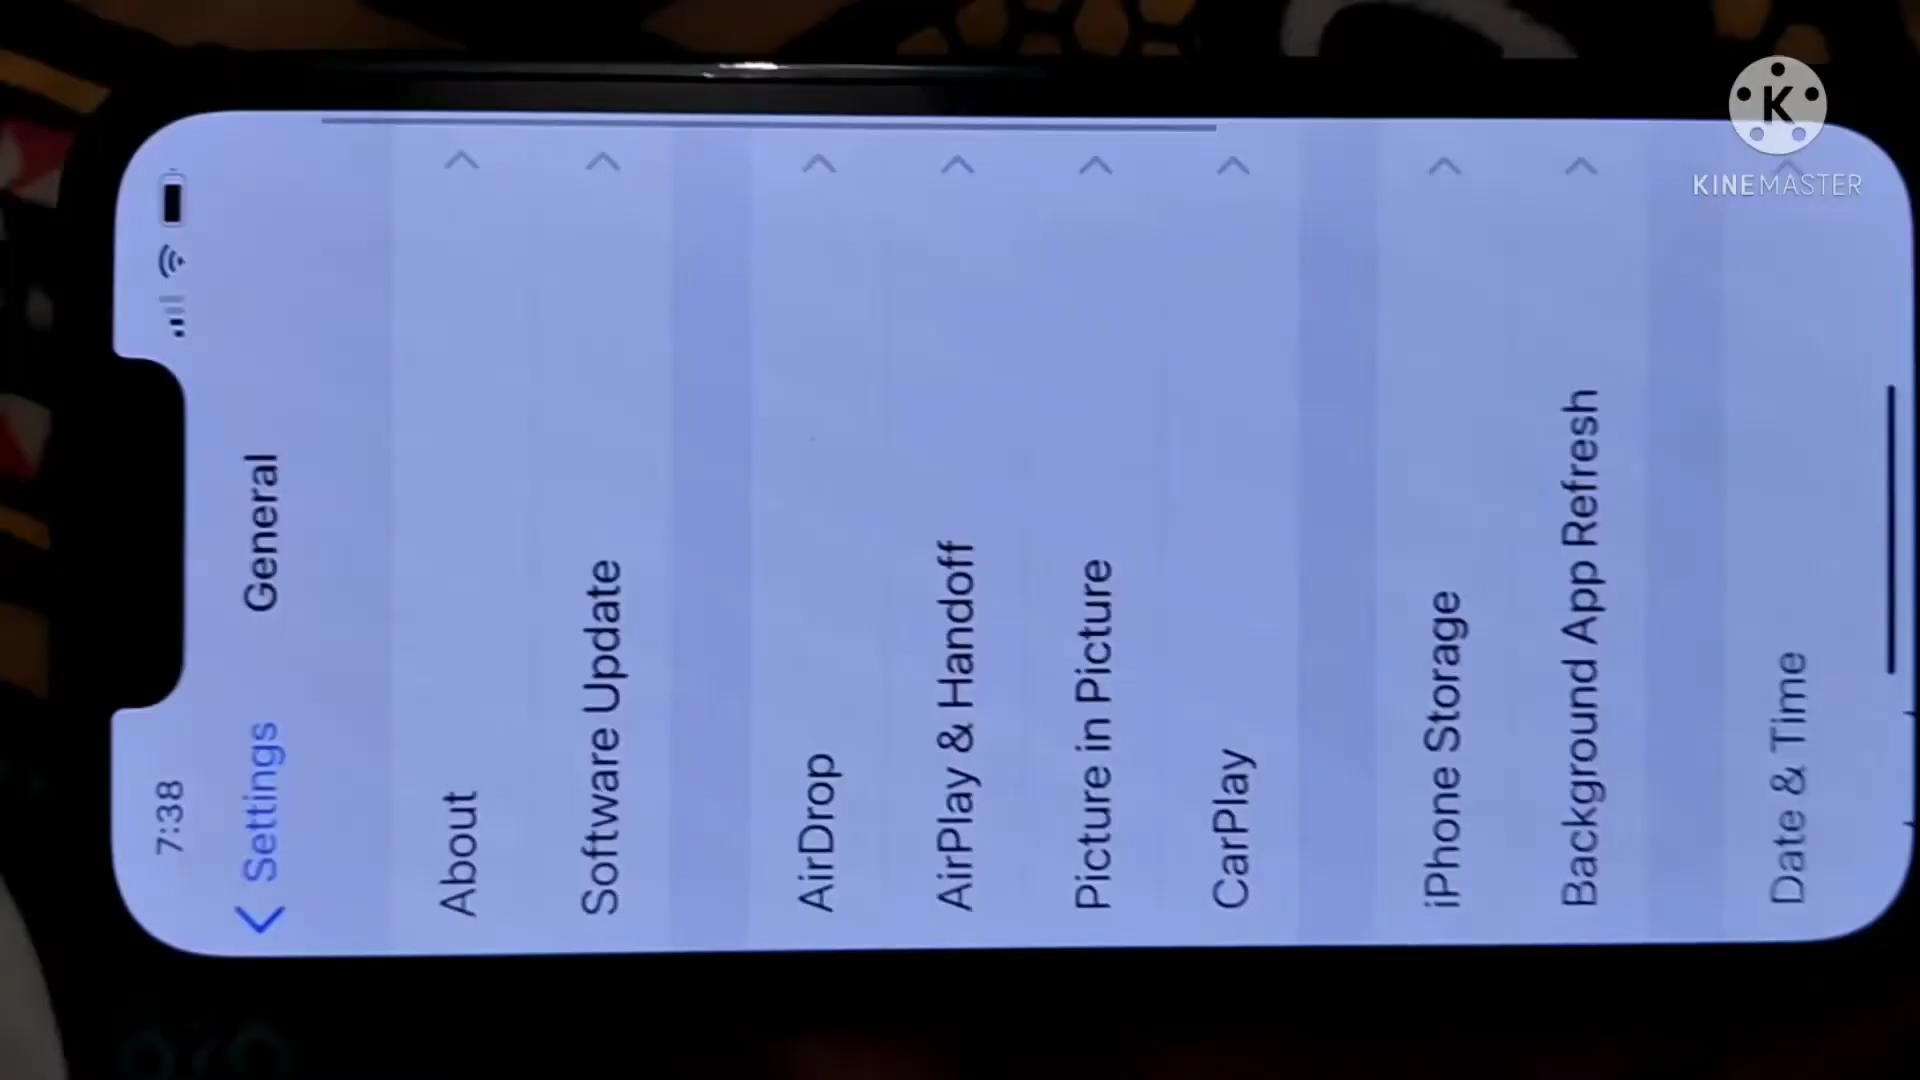 7:38
Settings
General
About
Software Update
AirDrop
AirPlay & Handoff
Picture in Picture
CarPlay
iPhone Storage
Background App Refresh
Date & Time
K
KINEMASTER